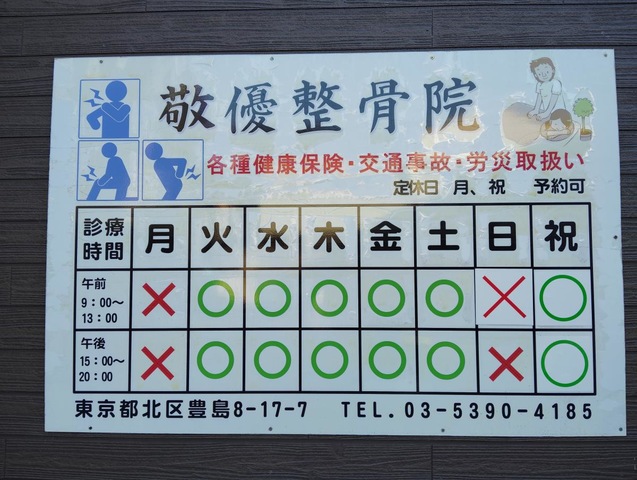 敬優整骨院
各種健康保険・交通事故・労災取扱い
定休日 月、祝 予約可
診療時間 月 火 水 木 金 土 日 祝
午前 9:00〜13:00 × ○ ○ ○ ○ ○ × ○
午後 15:00〜20:00 × ○ ○ ○ ○ ○ × ○
東京都北区豊島8-17-7 TEL.03-5390-4185